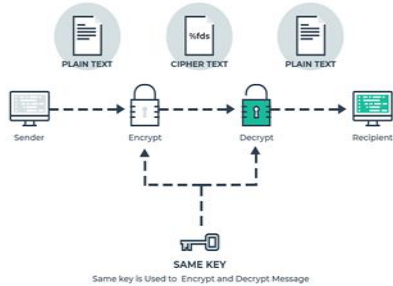 %fds
PLAIN TEXT CIPHER TEXT PLAIN TEXT
Sender Encrypt Decrypt Recipient
SAME KEY
Same key is Used to Encrypt and Decrypt Message